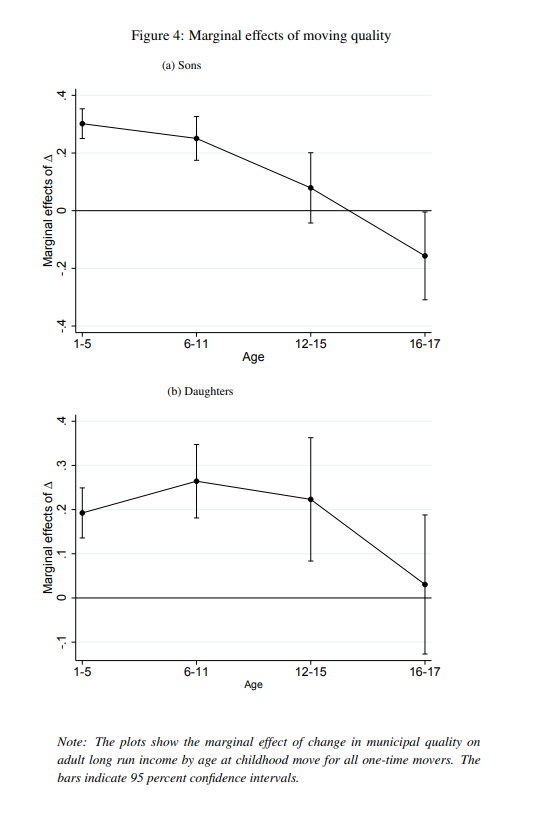 Figure 4: Marginal effects of moving quality
(a) Sons
Marginal effects of Δ
.4
.2
0
-.2
-.4
1-5 6-11 12-15 16-17
Age
(b) Daughters
Marginal effects of Δ
.4
.3
.2
.1
0
-.1
1-5 6-11 12-15 16-17
Age
Note: The plots show the marginal effect of change in municipal quality on
adult long run income by age at childhood move for all one-time movers. The
bars indicate 95 percent confidence intervals.